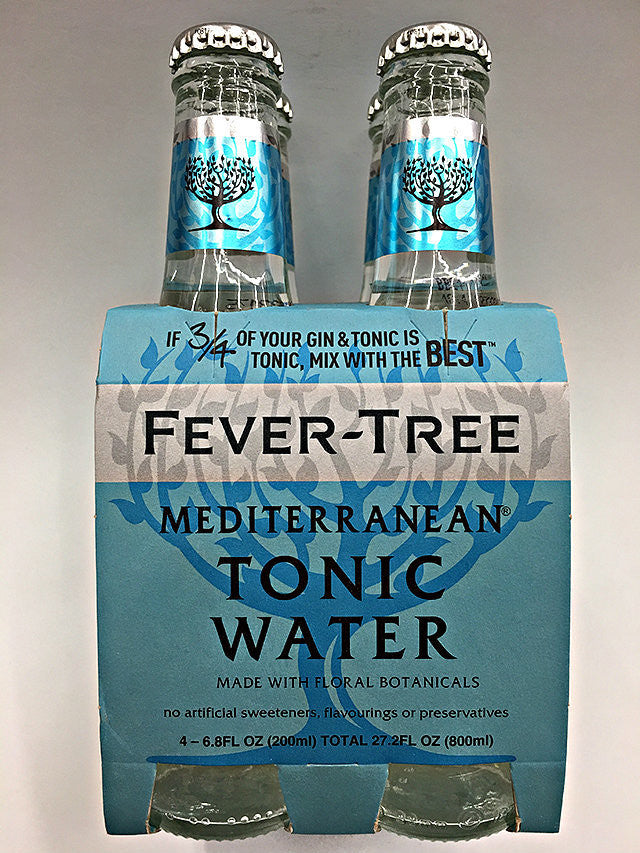 IF 3/4 OF YOUR GIN & TONIC IS
TONIC, MIX WITH THE BEST™
FEVER-TREE
MEDITERRANEAN®
TONIC
WATER
MADE WITH FLORAL BOTANICALS
no artificial sweeteners, flavourings or preservatives
4 – 6.8FL OZ (200ml) TOTAL 27.2FL OZ (800ml)